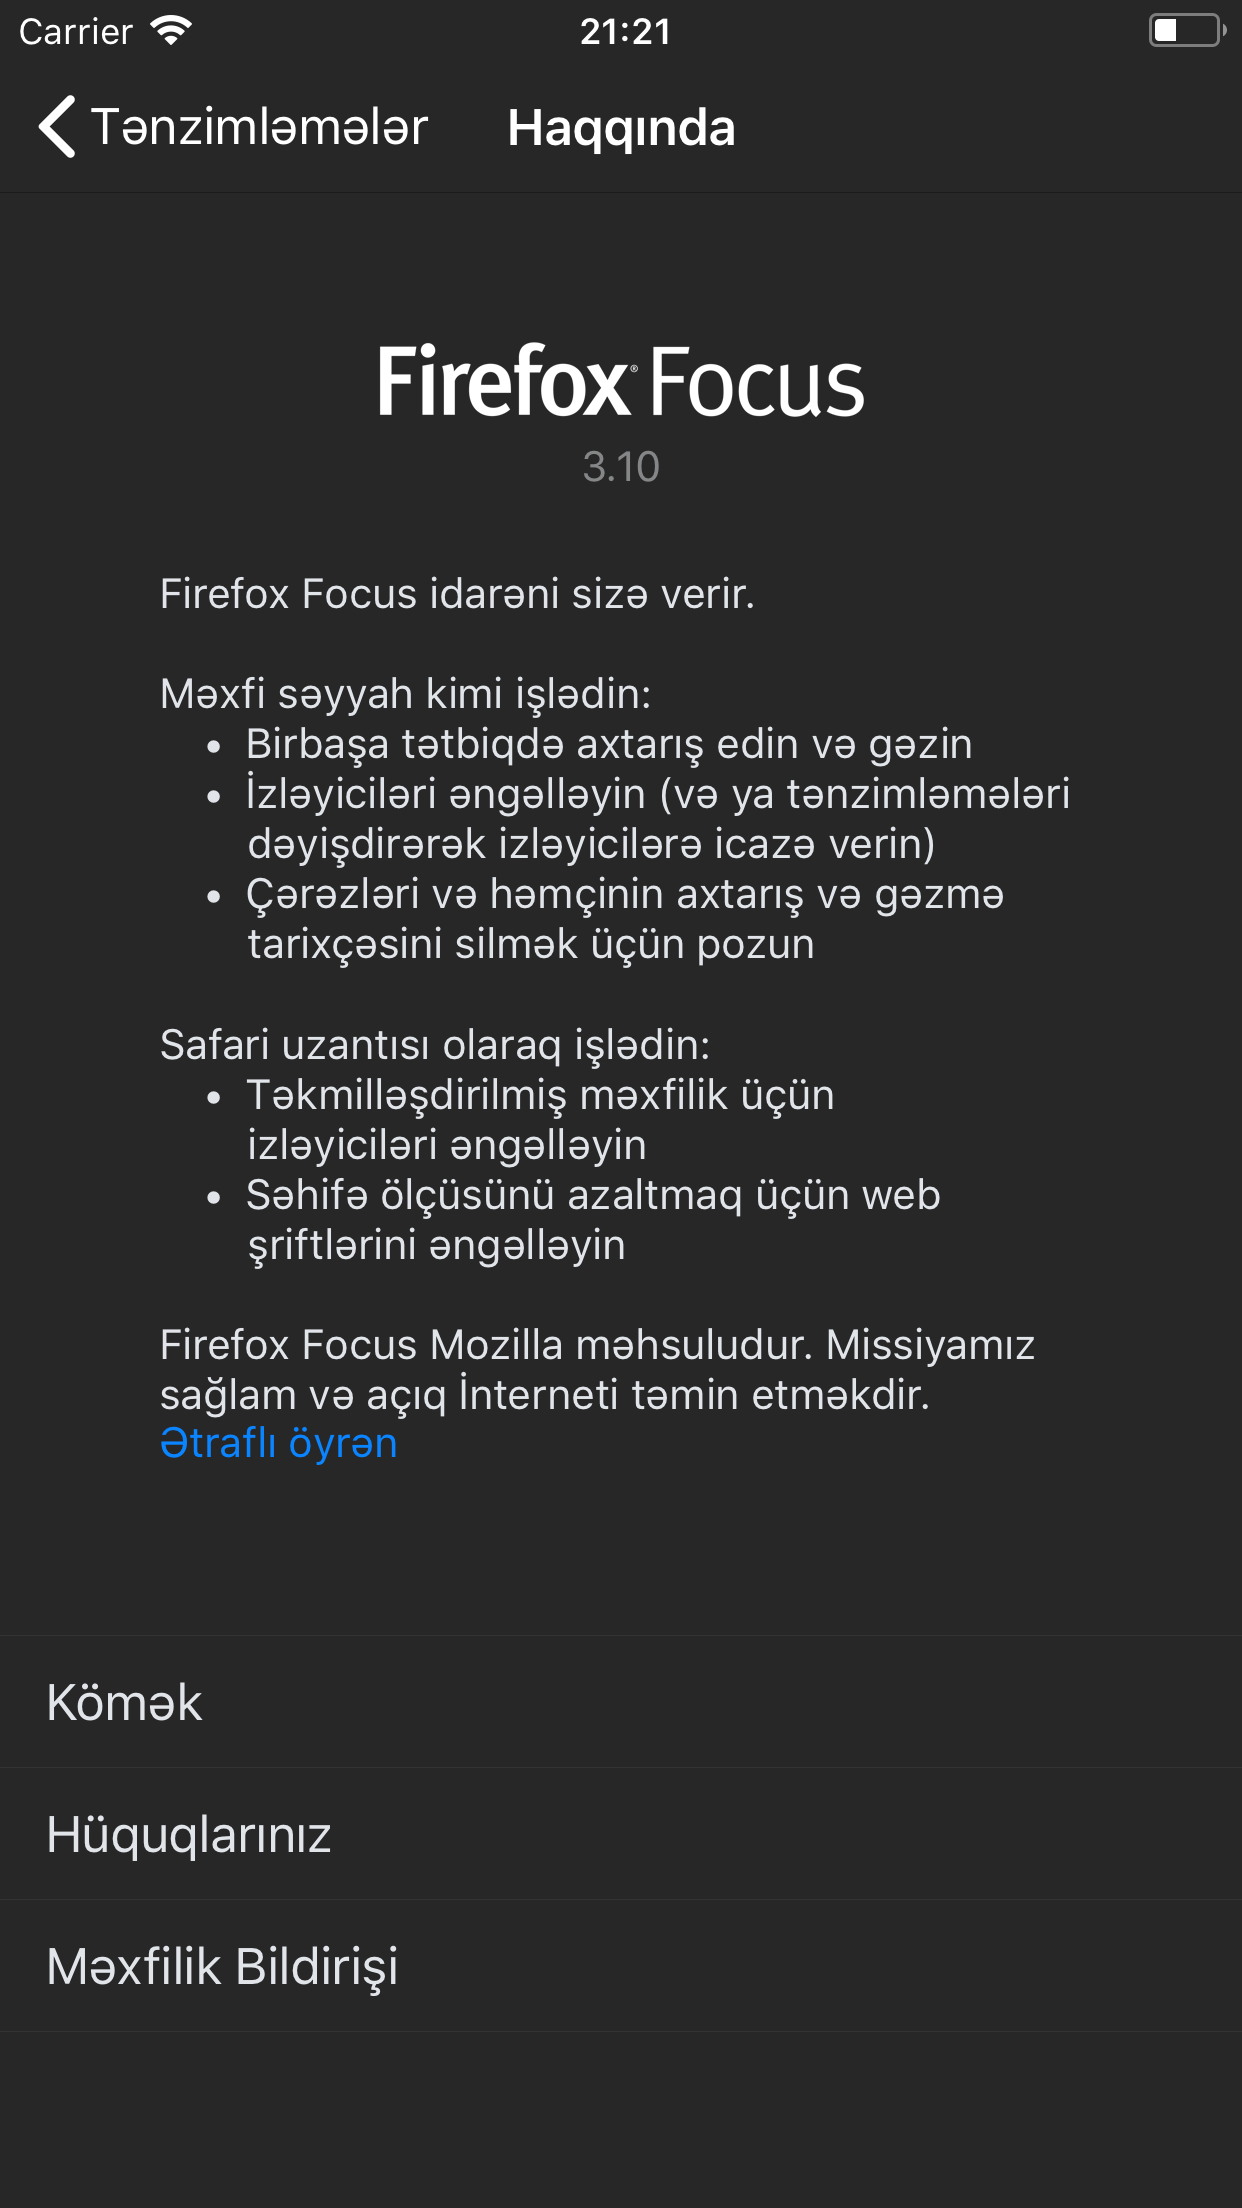 Carrier 21:21
Tənzimləmələr Haqqında
Firefox® Focus
3.10
Firefox Focus idarəni sizə verir.
Məxfi səyyah kimi işlədin:
• Birbaşa tətbiqdə axtarış edin və gəzin
• İzləyiciləri əngəlləyin (və ya tənzimləmələri
dəyişdirərək izləyicilərə icazə verin)
• Çərəzləri və həmçinin axtarış və gəzmə
tarixçəsini silmək üçün pozun
Safari uzantısı olaraq işlədin:
• Təkmilləşdirilmiş məxfilik üçün
izləyiciləri əngəlləyin
• Səhifə ölçüsünü azaltmaq üçün web
şriftlərini əngəlləyin
Firefox Focus Mozilla məhsuludur. Missiyamız
sağlam və açıq İnterneti təmin etməkdir.
Ətraflı öyrən
Kömək
Hüquqlarınız
Məxfilik Bildirişi